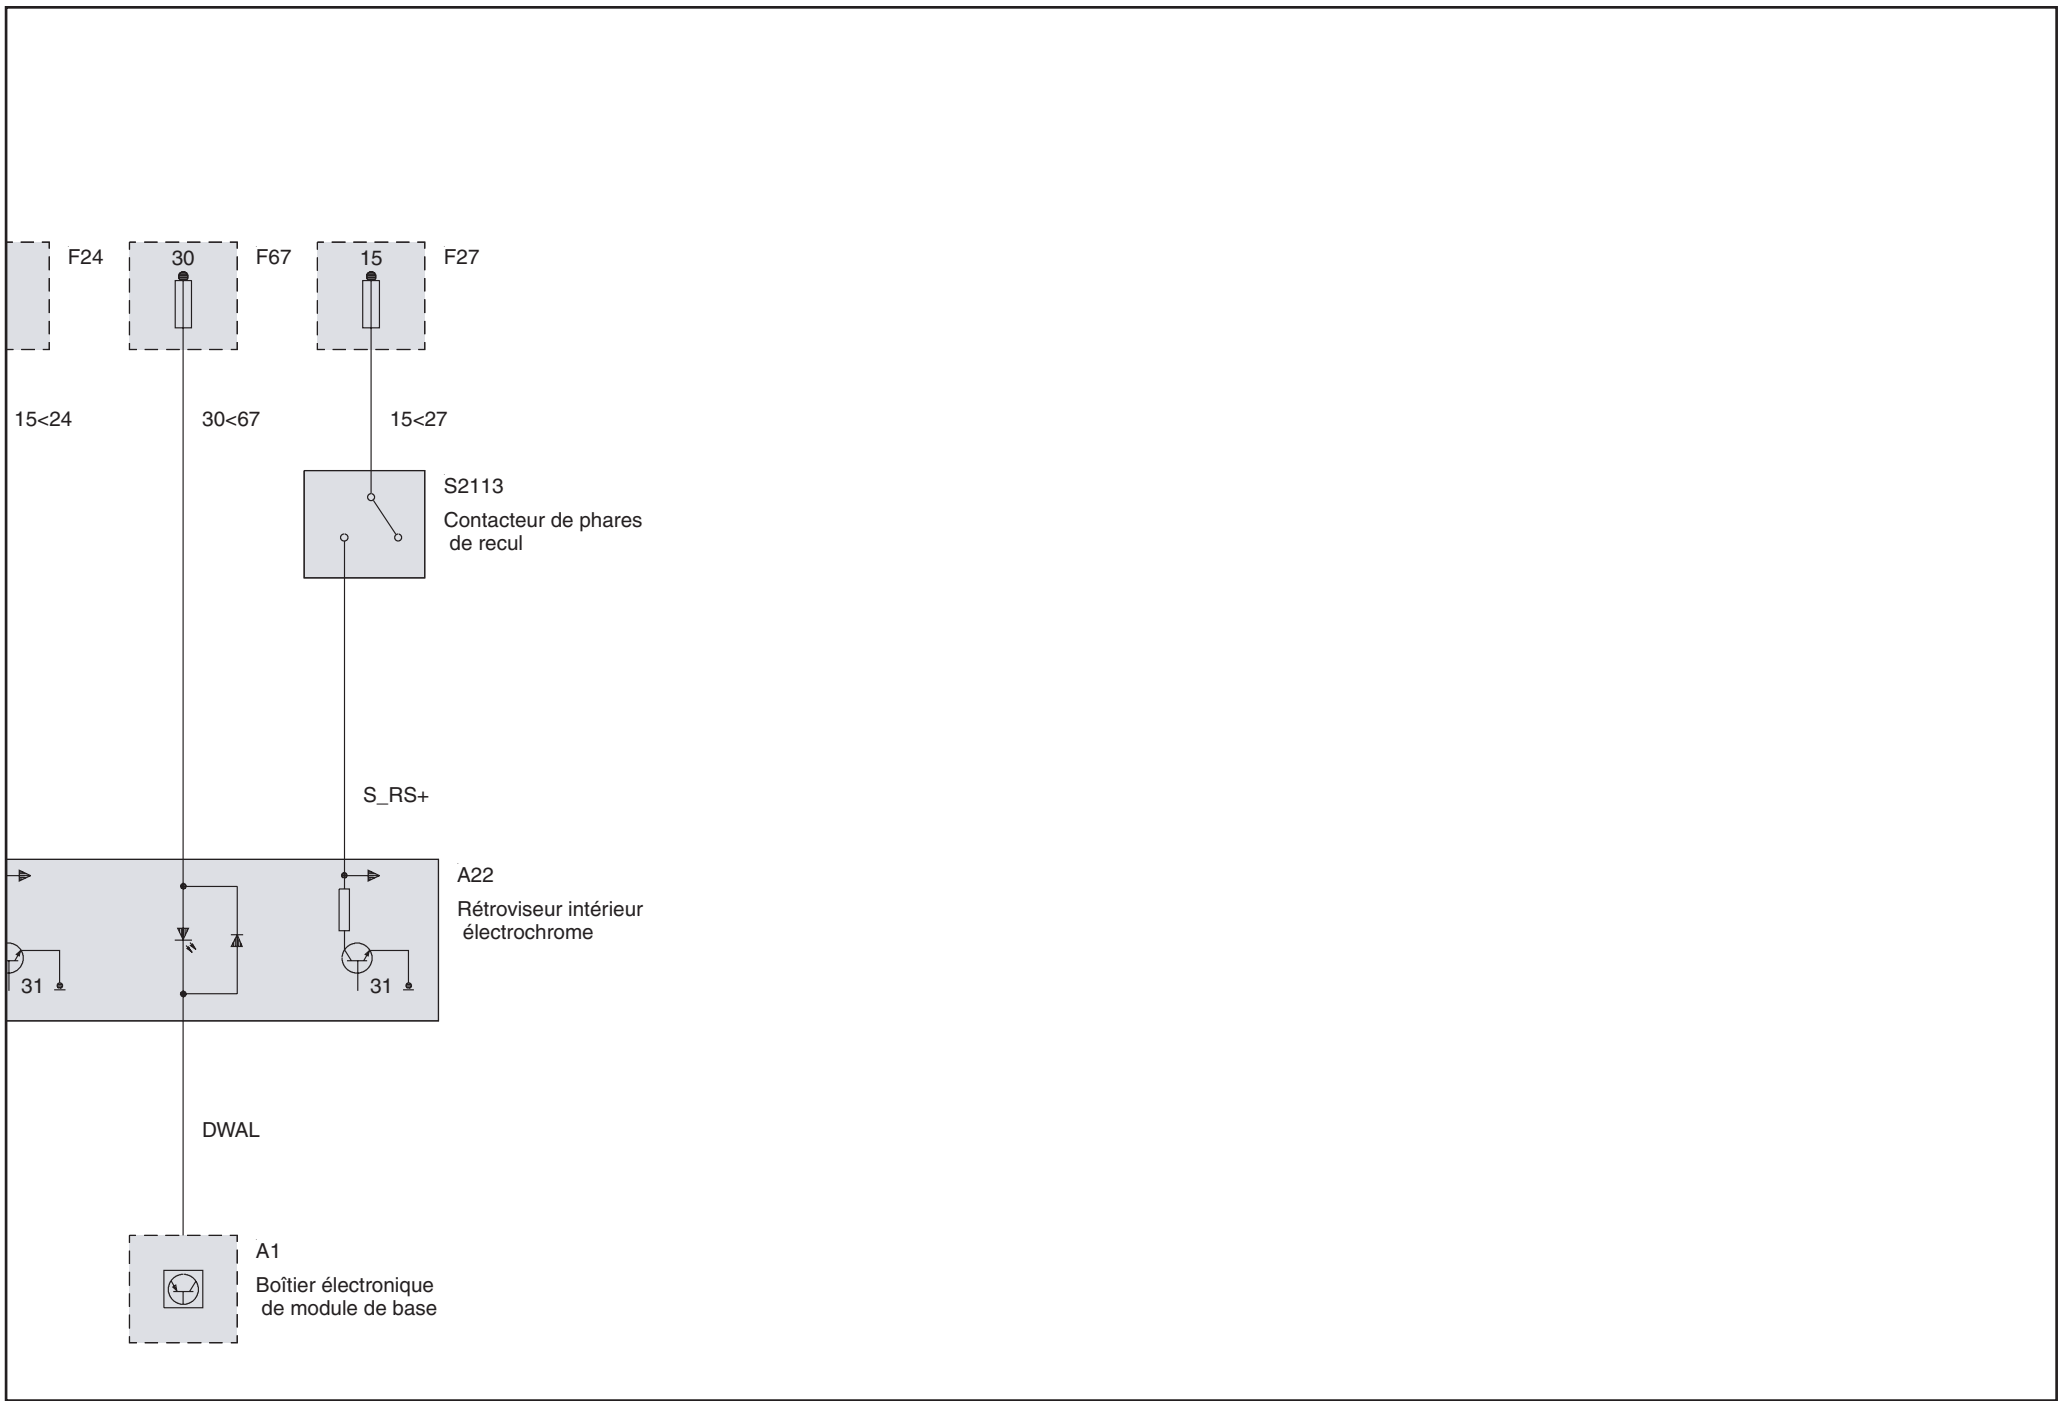 F24
30
F67
15
F27
15<24
30<67
15<27
S2113
Contacteur de phares
de recul
S_RS+
A22
Rétroviseur intérieur
électrochrome
31
31
DWAL
A1
Boîtier électronique
de module de base